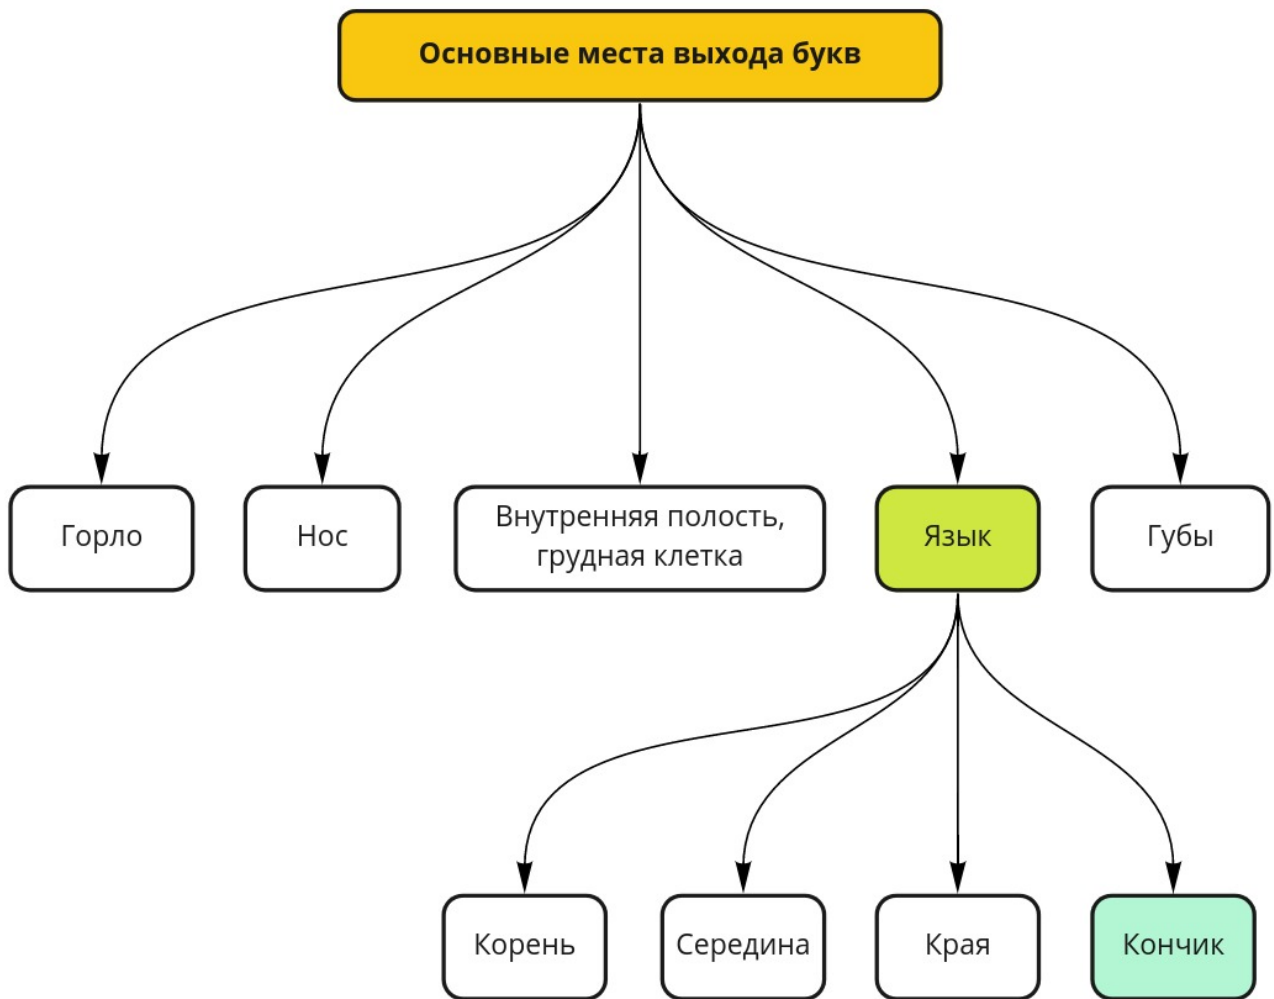 Основные места выхода букв
Горло
Нос
Внутренняя полость,
грудная клетка
Язык
Губы
Корень
Середина
Края
Кончик